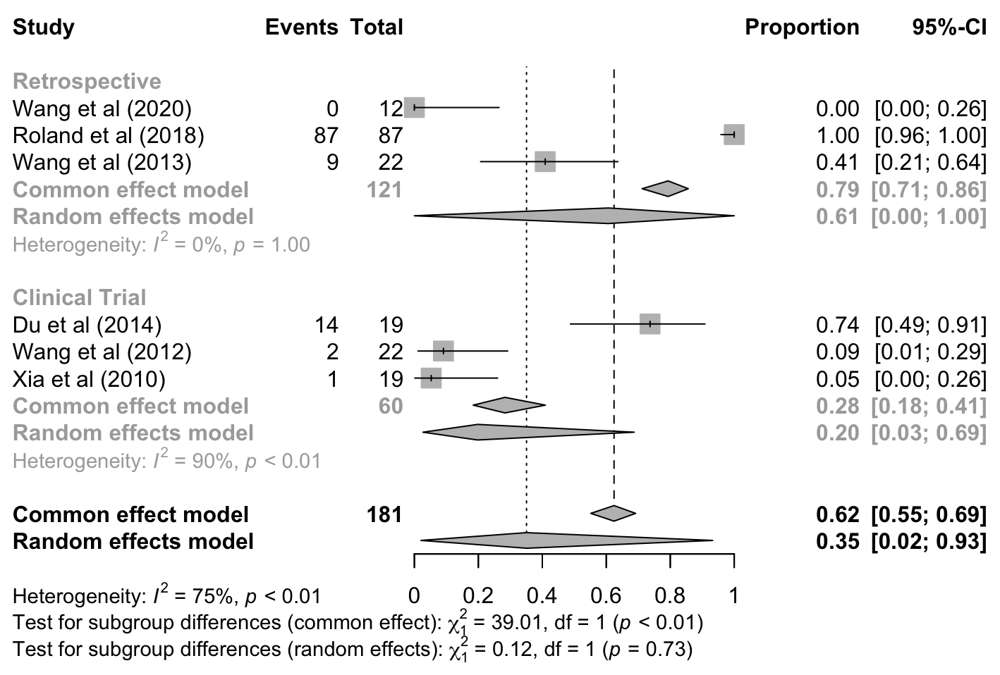 Study Events Total Proportion 95%-CI
Retrospective
Wang et al (2020) 0 12 0.00 [0.00; 0.26]
Roland et al (2018) 87 87 1.00 [0.96; 1.00]
Wang et al (2013) 9 22 0.41 [0.21; 0.64]
Common effect model 121 0.79 [0.71; 0.86]
Random effects model 0.61 [0.00; 1.00]
Heterogeneity: I² = 0%, p = 1.00
Clinical Trial
Du et al (2014) 14 19 0.74 [0.49; 0.91]
Wang et al (2012) 2 22 0.09 [0.01; 0.29]
Xia et al (2010) 1 19 0.05 [0.00; 0.26]
Common effect model 60 0.28 [0.18; 0.41]
Random effects model 0.20 [0.03; 0.69]
Heterogeneity: I² = 90%, p < 0.01
Common effect model 181 0.62 [0.55; 0.69]
Random effects model 0.35 [0.02; 0.93]
Heterogeneity: I² = 75%, p < 0.01 0 0.2 0.4 0.6 0.8 1
Test for subgroup differences (common effect): χ²₁ = 39.01, df = 1 (p < 0.01)
Test for subgroup differences (random effects): χ²₁ = 0.12, df = 1 (p = 0.73)